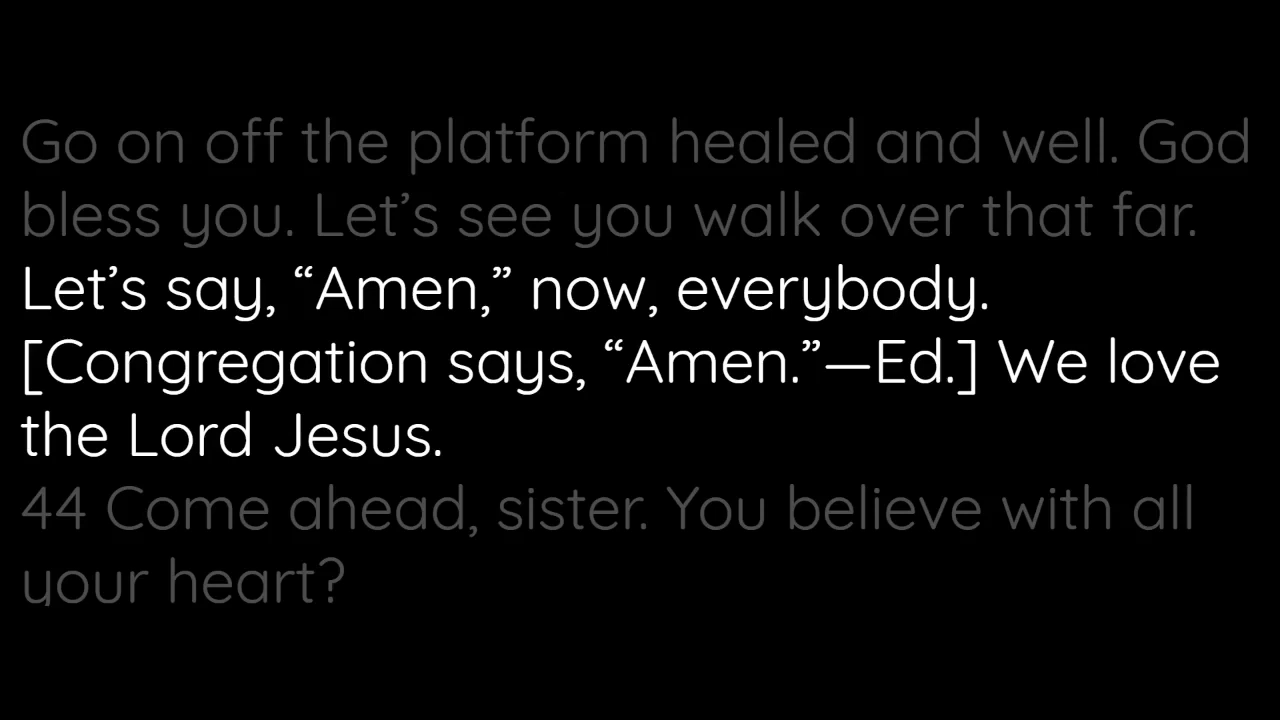 Go on off the platform healed and well. God
bless you. Let’s see you walk over that far.
Let’s say, “Amen,” now, everybody.
[Congregation says, “Amen.”—Ed.] We love
the Lord Jesus.
44 Come ahead, sister. You believe with all
your heart?